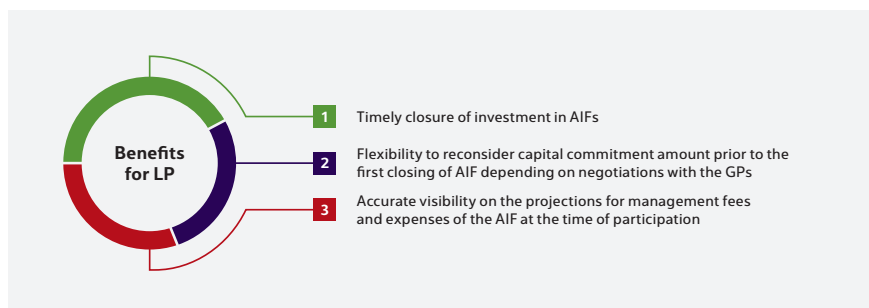 Benefits
for LP
1
Timely closure of investment in AIFs
2
Flexibility to reconsider capital commitment amount prior to the
first closing of AIF depending on negotiations with the GPs
3
Accurate visibility on the projections for management fees
and expenses of the AIF at the time of participation